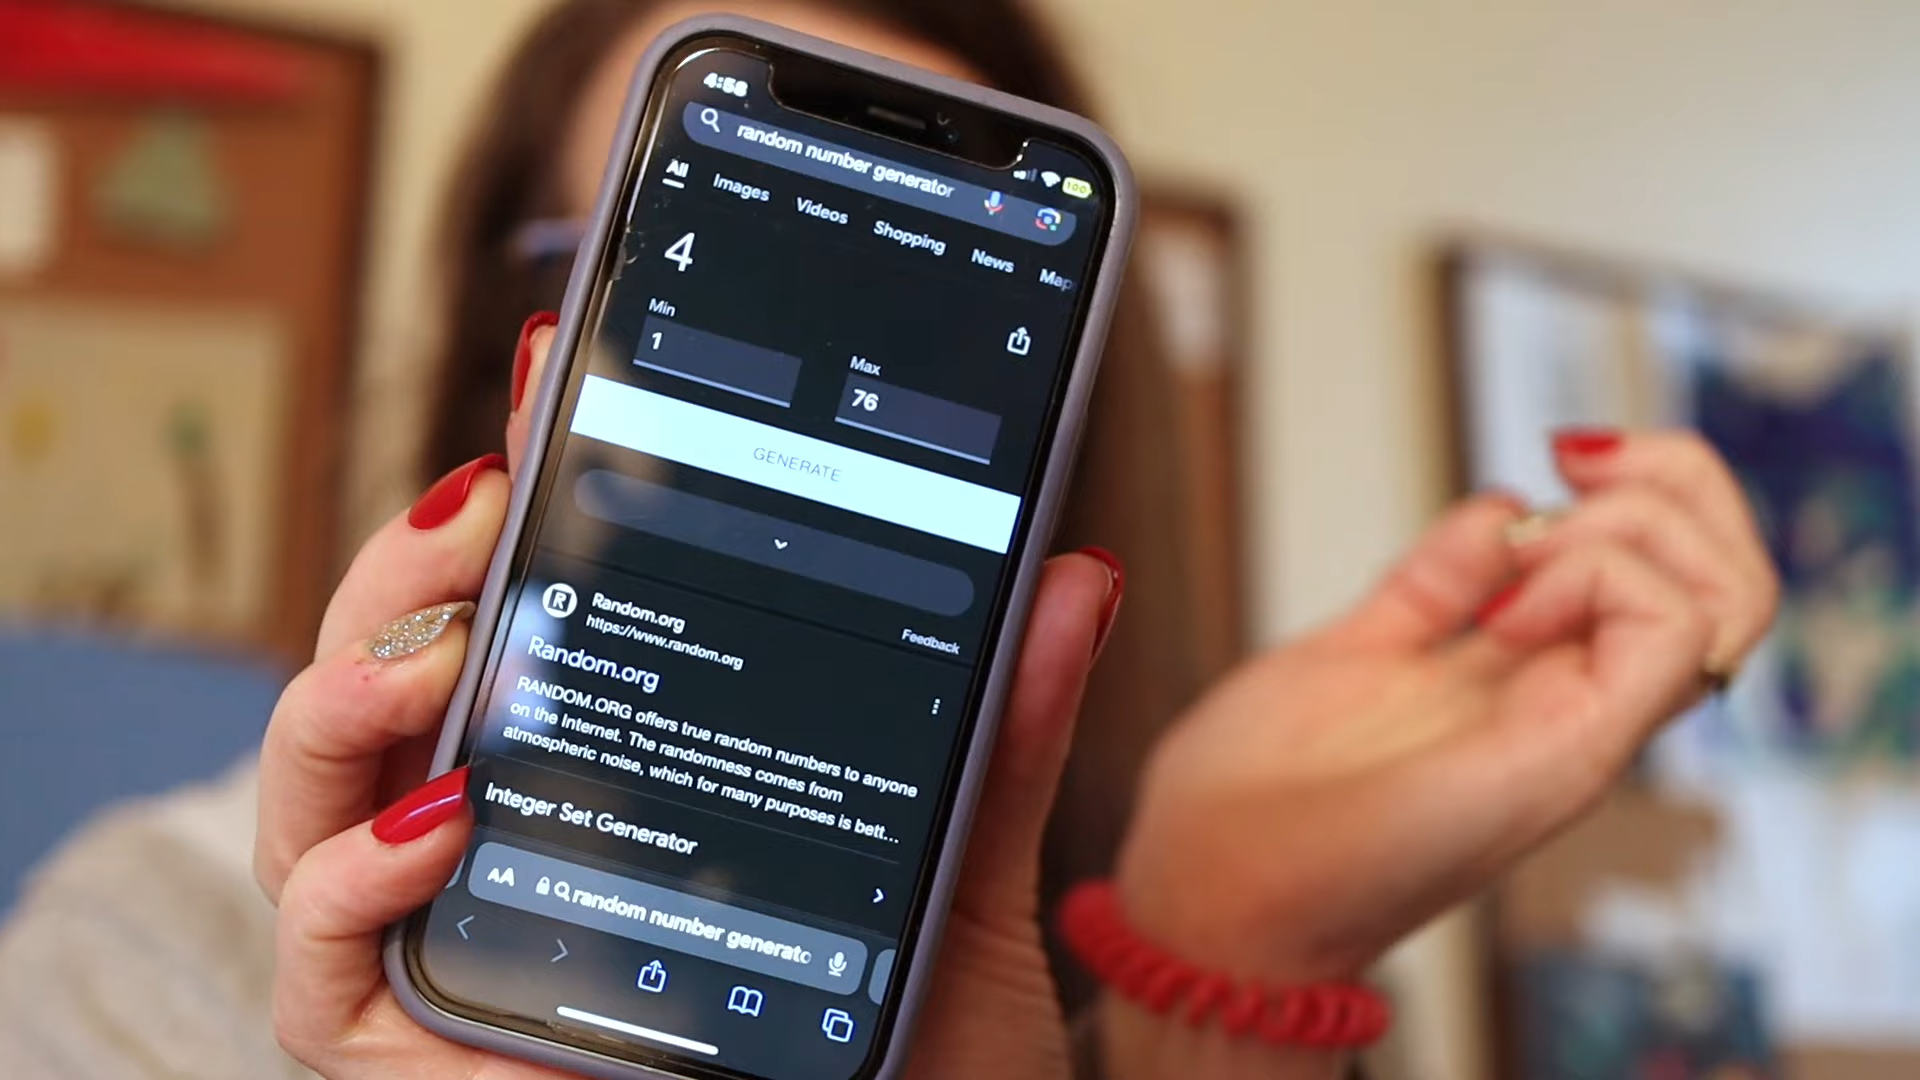 4:58
100
random number generator
All Images Videos Shopping News Map
4
Min
1
Max
76
GENERATE
Feedback
R
Random.org
https://www.random.org
Random.org
RANDOM.ORG offers true random numbers to anyone
on the Internet. The randomness comes from
atmospheric noise, which for many purposes is bett...
Integer Set Generator
AA random number generato